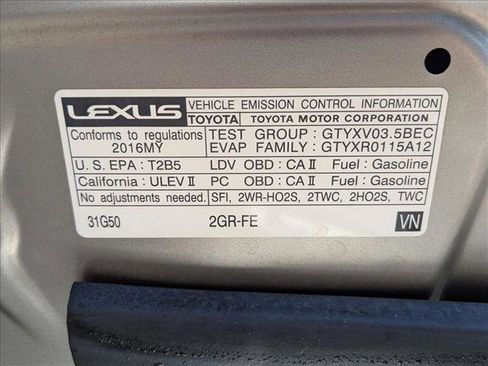 LEXUS VEHICLE EMISSION CONTROL INFORMATION
TOYOTA TOYOTA MOTOR CORPORATION
Conforms to regulations TEST GROUP : GTYXV03.5BEC
2016MY EVAP FAMILY : GTYXR0115A12
U.S. EPA : T2B5 LDV OBD : CA II Fuel : Gasoline
California : ULEV II PC OBD : CA II Fuel : Gasoline
No adjustments needed. SFI, 2WR-HO2S, 2TWC, 2HO2S, TWC
31G50 2GR-FE VN